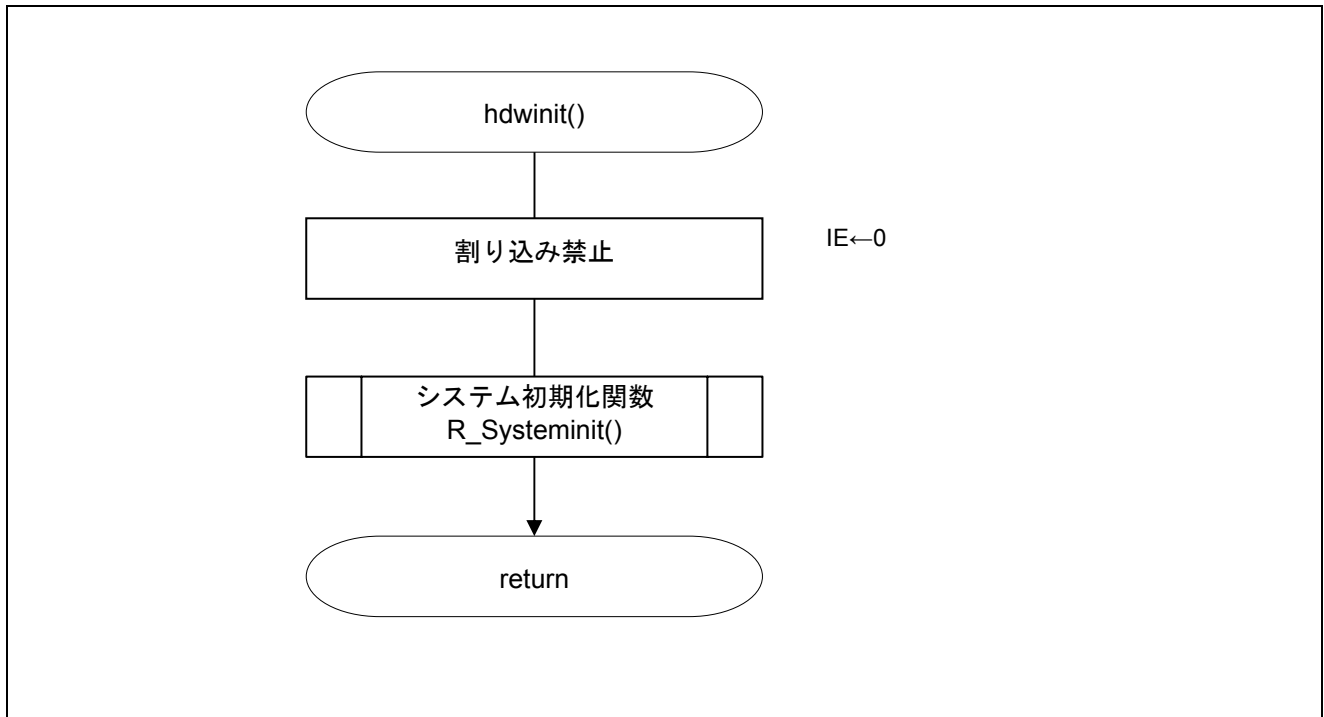 hdwinit()
割り込み禁止
IE←0
システム初期化関数
R_Systeminit()
return